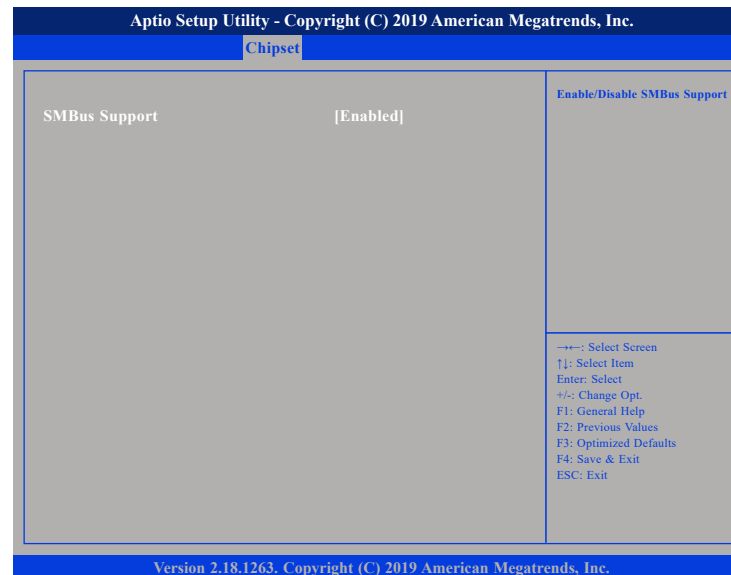 Aptio Setup Utility - Copyright (C) 2019 American Megatrends, Inc.
Chipset
SMBus Support [Enabled]
Enable/Disable SMBus Support
→←: Select Screen
↑↓: Select Item
Enter: Select
+/-: Change Opt.
F1: General Help
F2: Previous Values
F3: Optimized Defaults
F4: Save & Exit
ESC: Exit
Version 2.18.1263. Copyright (C) 2019 American Megatrends, Inc.